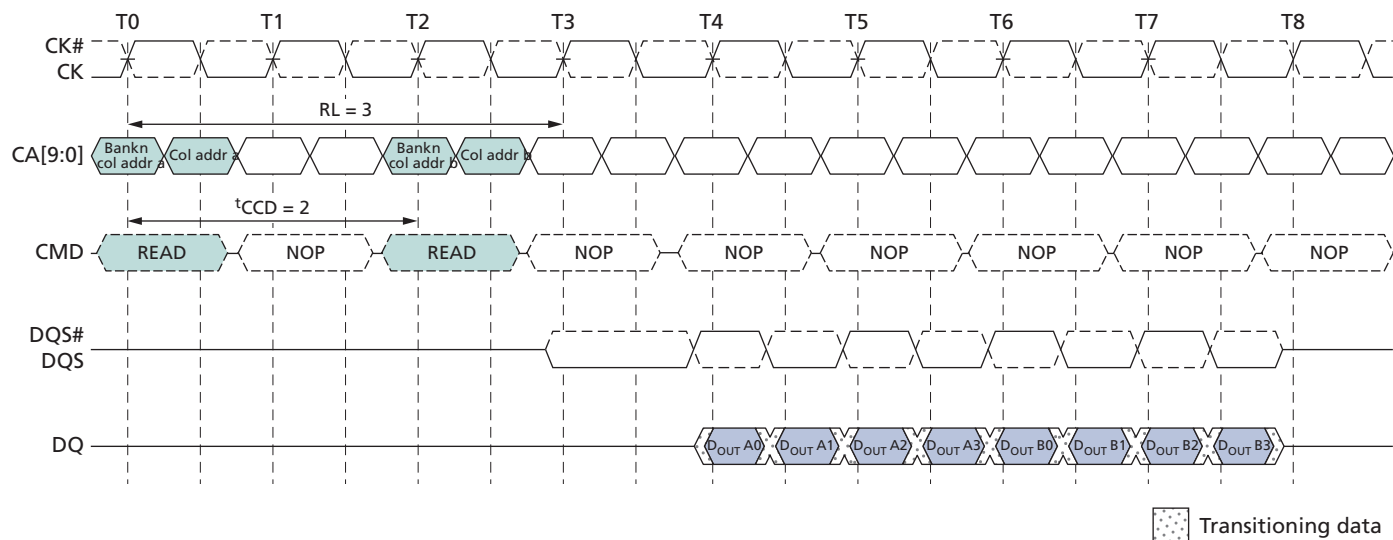 T0 T1 T2 T3 T4 T5 T6 T7 T8
CK#
CK
RL = 3
CA[9:0]
Bankn
col addr a
Col addr a
Bankn
col addr b
Col addr b
tCCD = 2
CMD READ NOP READ NOP NOP NOP NOP NOP NOP
DQS#
DQS
DQ DOUT A0 DOUT A1 DOUT A2 DOUT A3 DOUT B0 DOUT B1 DOUT B2 DOUT B3
Transitioning data